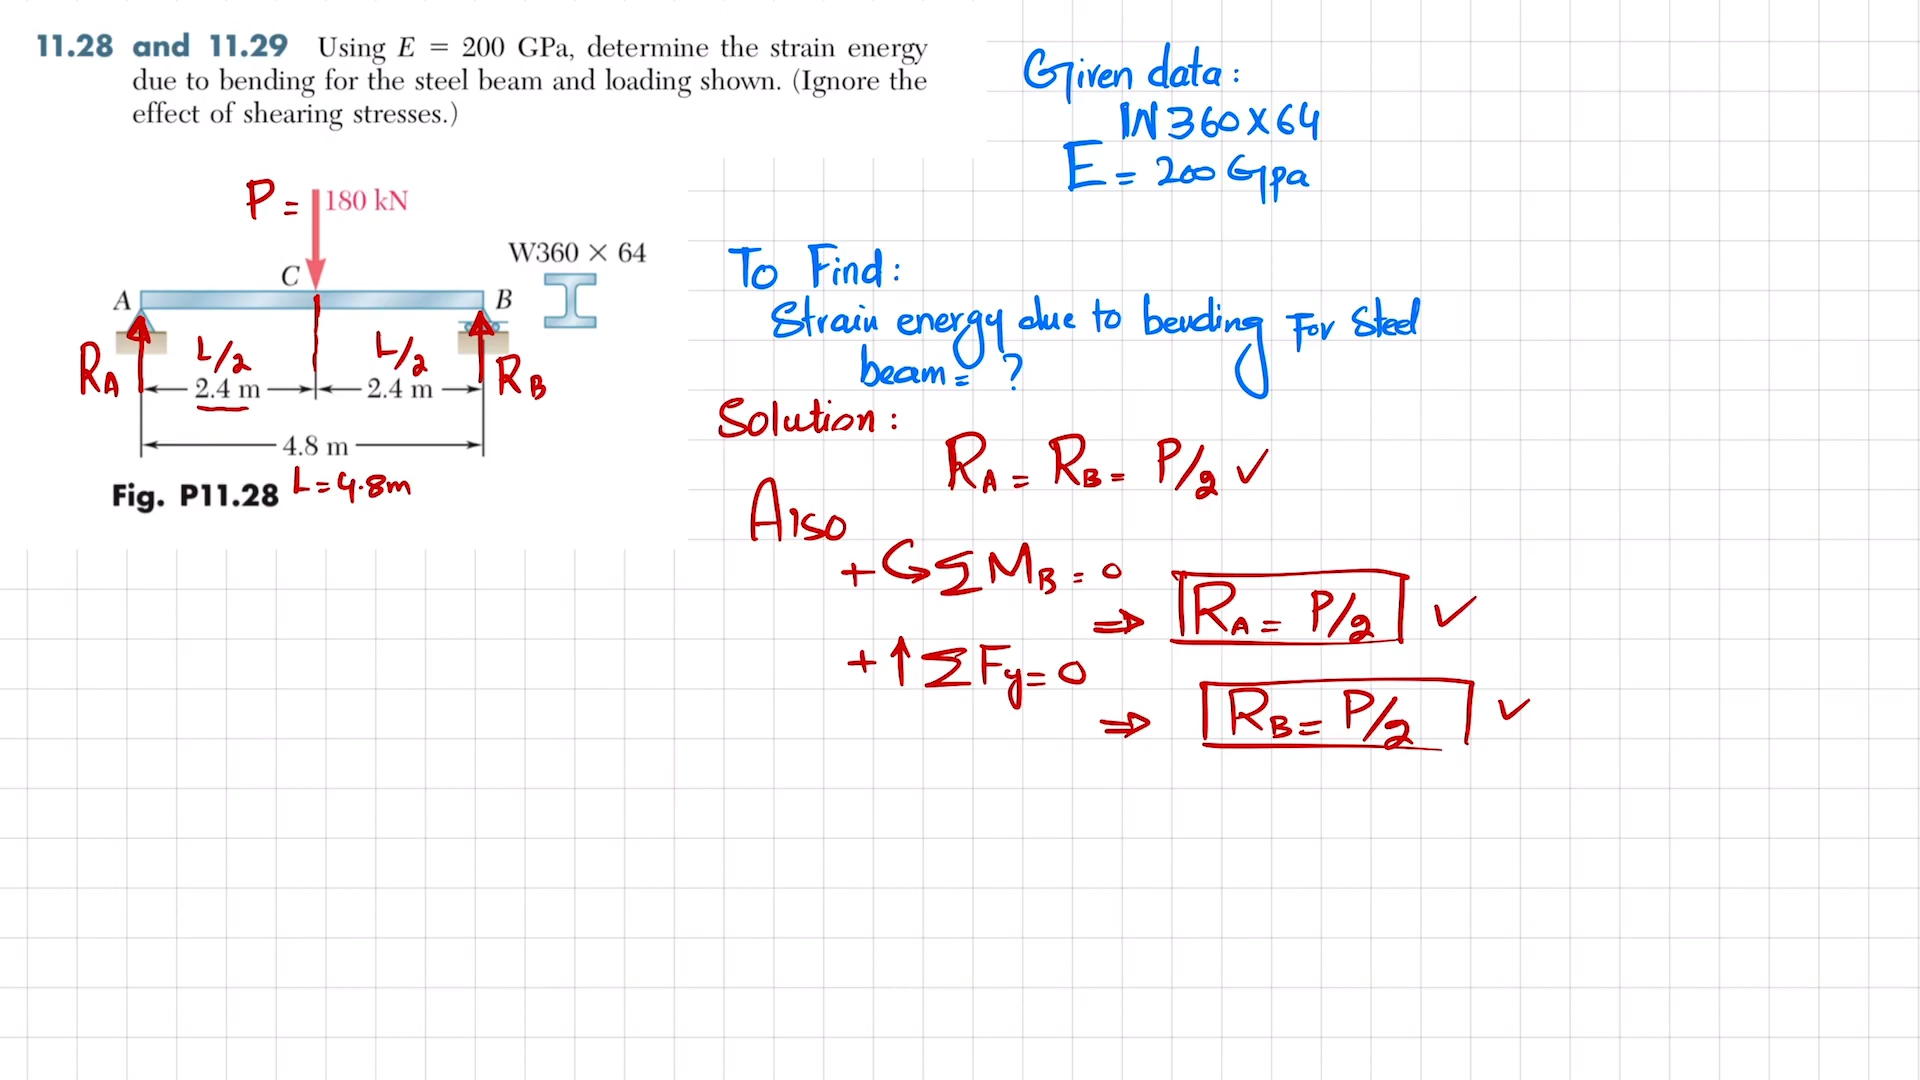 11.28 and 11.29 Using E = 200 GPa, determine the strain energy
due to bending for the steel beam and loading shown. (Ignore the
effect of shearing stresses.)
P = 180 kN
W360 × 64
C
A
B
RA
L/2
L/2
RB
2.4 m
2.4 m
4.8 m
Fig. P11.28 L = 4.8m
Given data:
W360X64
E = 200 Gpa
To Find:
Strain energy due to bending For Steel
beam = ?
Solution:
RA = RB = P/2 ✓
Also
+↺ΣMB = 0
⇒ RA = P/2 ✓
+↑ΣFy = 0
⇒ RB = P/2 ✓